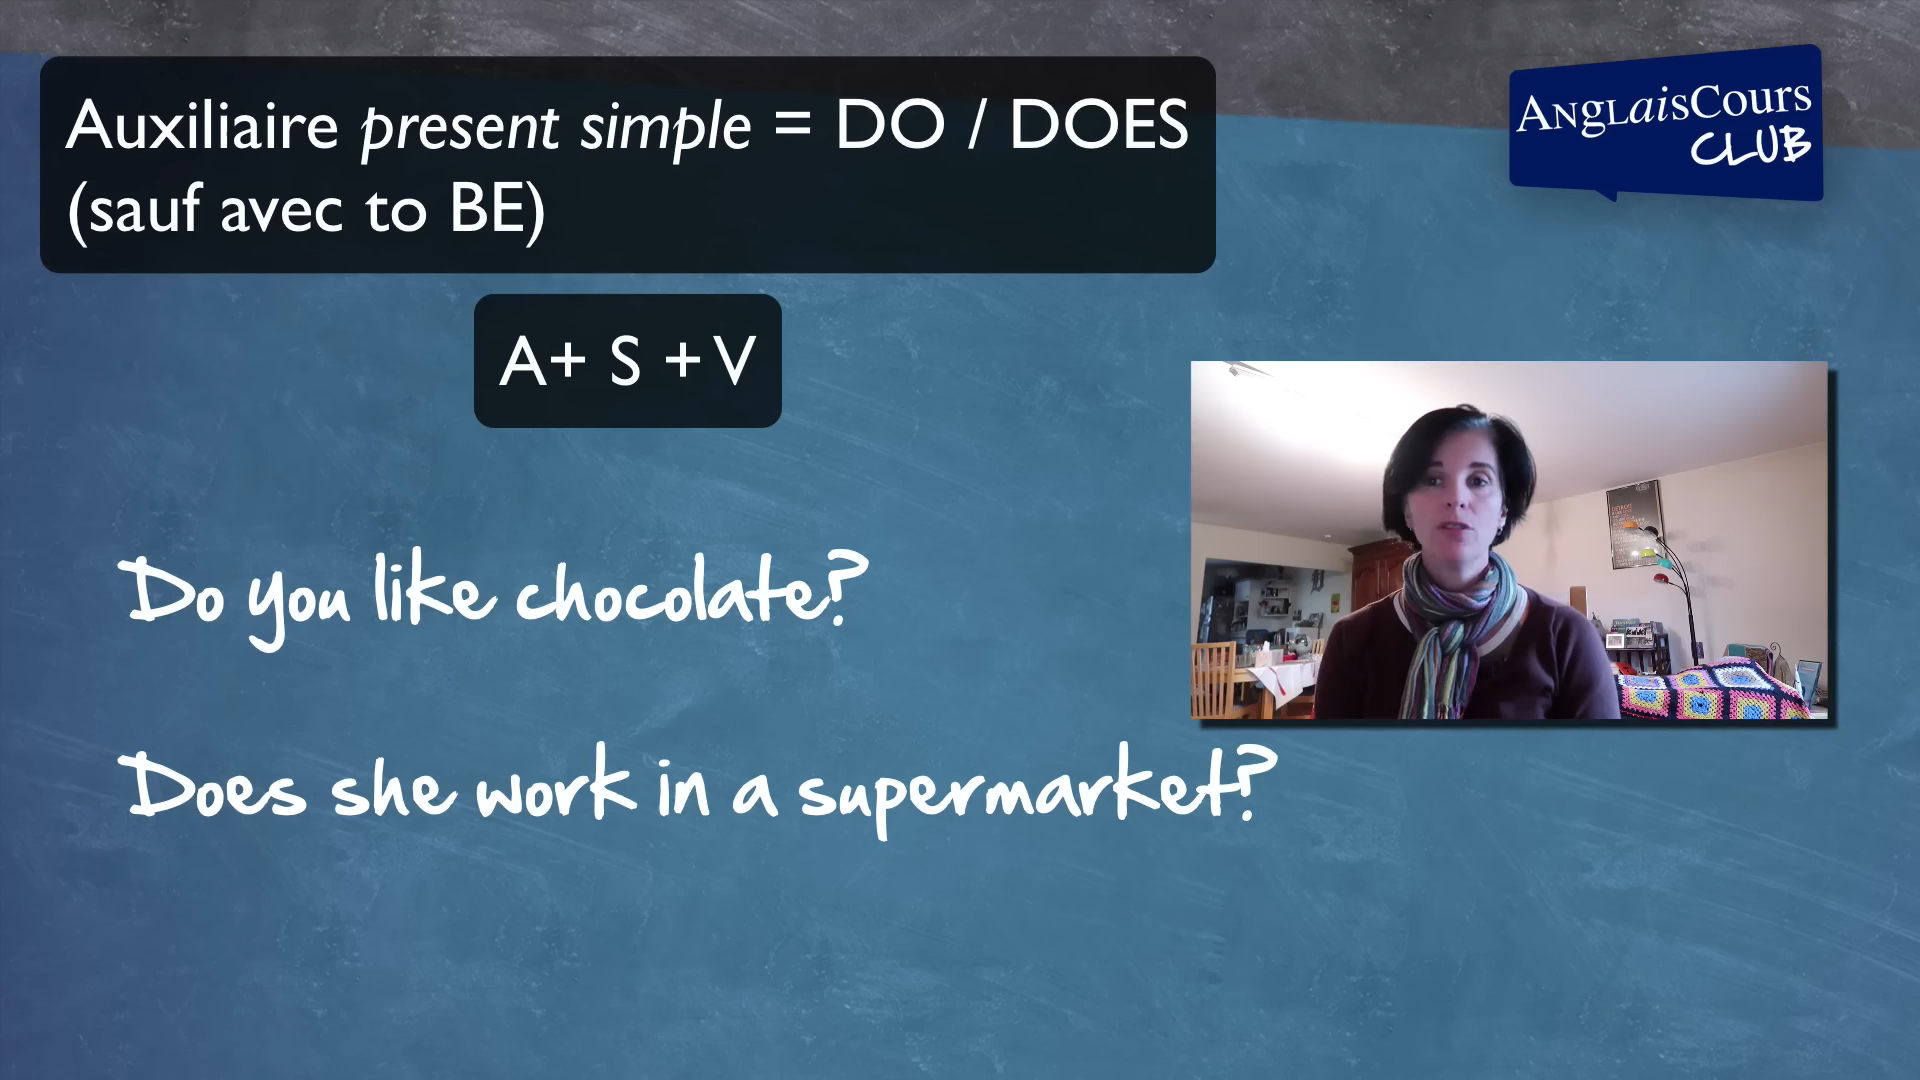 Auxiliaire present simple = DO / DOES
(sauf avec to BE)
AnglaisCours
CLUB
A+ S + V
DETROIT
Do you like chocolate?
Does she work in a supermarket?